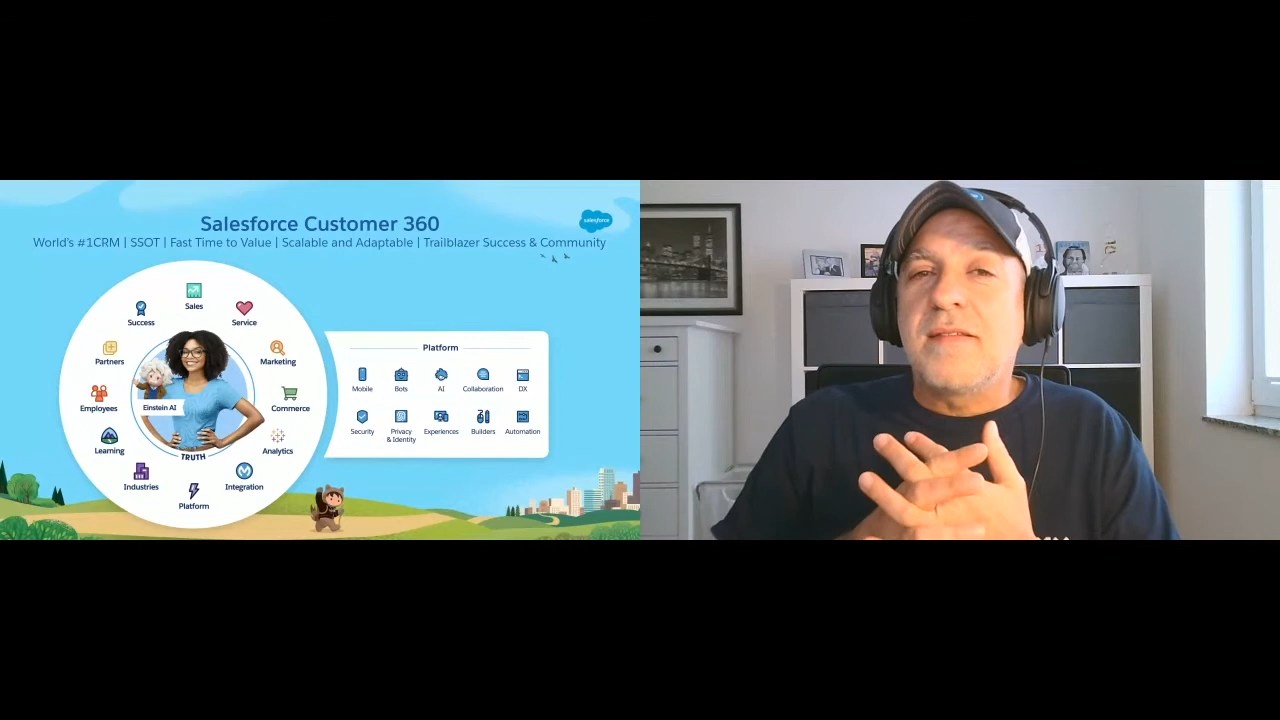 Salesforce Customer 360
salesforce
World's #1CRM | SSOT | Fast Time to Value | Scalable and Adaptable | Trailblazer Success & Community
Sales
Success
Service
Partners
Marketing
Employees
Einstein AI
Commerce
Learning
Analytics
TRUTH
Industries
Integration
Platform
Platform
Mobile
Bots
AI
Collaboration
DX
Security
Privacy
& Identity
Experiences
Builders
Automation